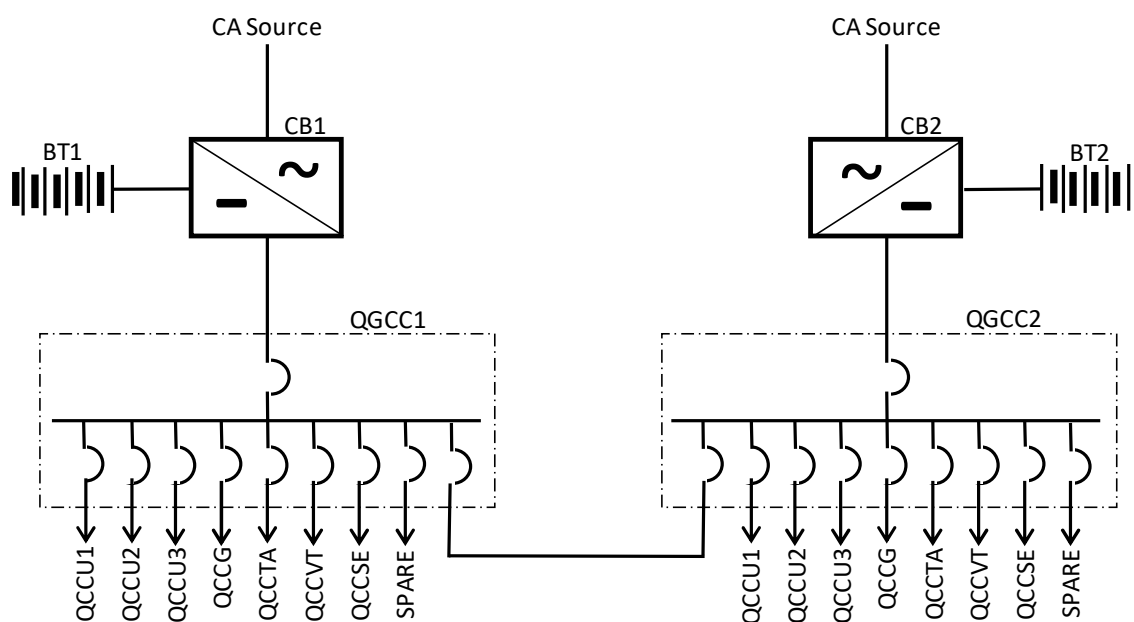 CA Source
CA Source
CB1
CB2
BT1
BT2
QGCC1
QGCC2
QCCU1
QCCU2
QCCU3
QCCG
QCCTA
QCCVT
QCCSE
SPARE
QCCU1
QCCU2
QCCU3
QCCG
QCCTA
QCCVT
QCCSE
SPARE